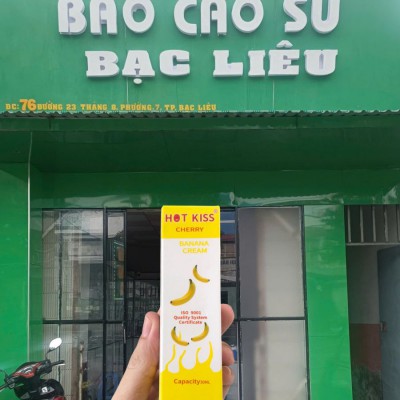 BAO CAO SU
BẠC LIÊU
ĐC: 76 ĐƯỜNG 23 THÁNG 8, PHƯỜNG 7, TP. BẠC LIÊU
HOT KISS
CHERRY
BANANA
CREAM
ISO 9001
Quality System
Certificate